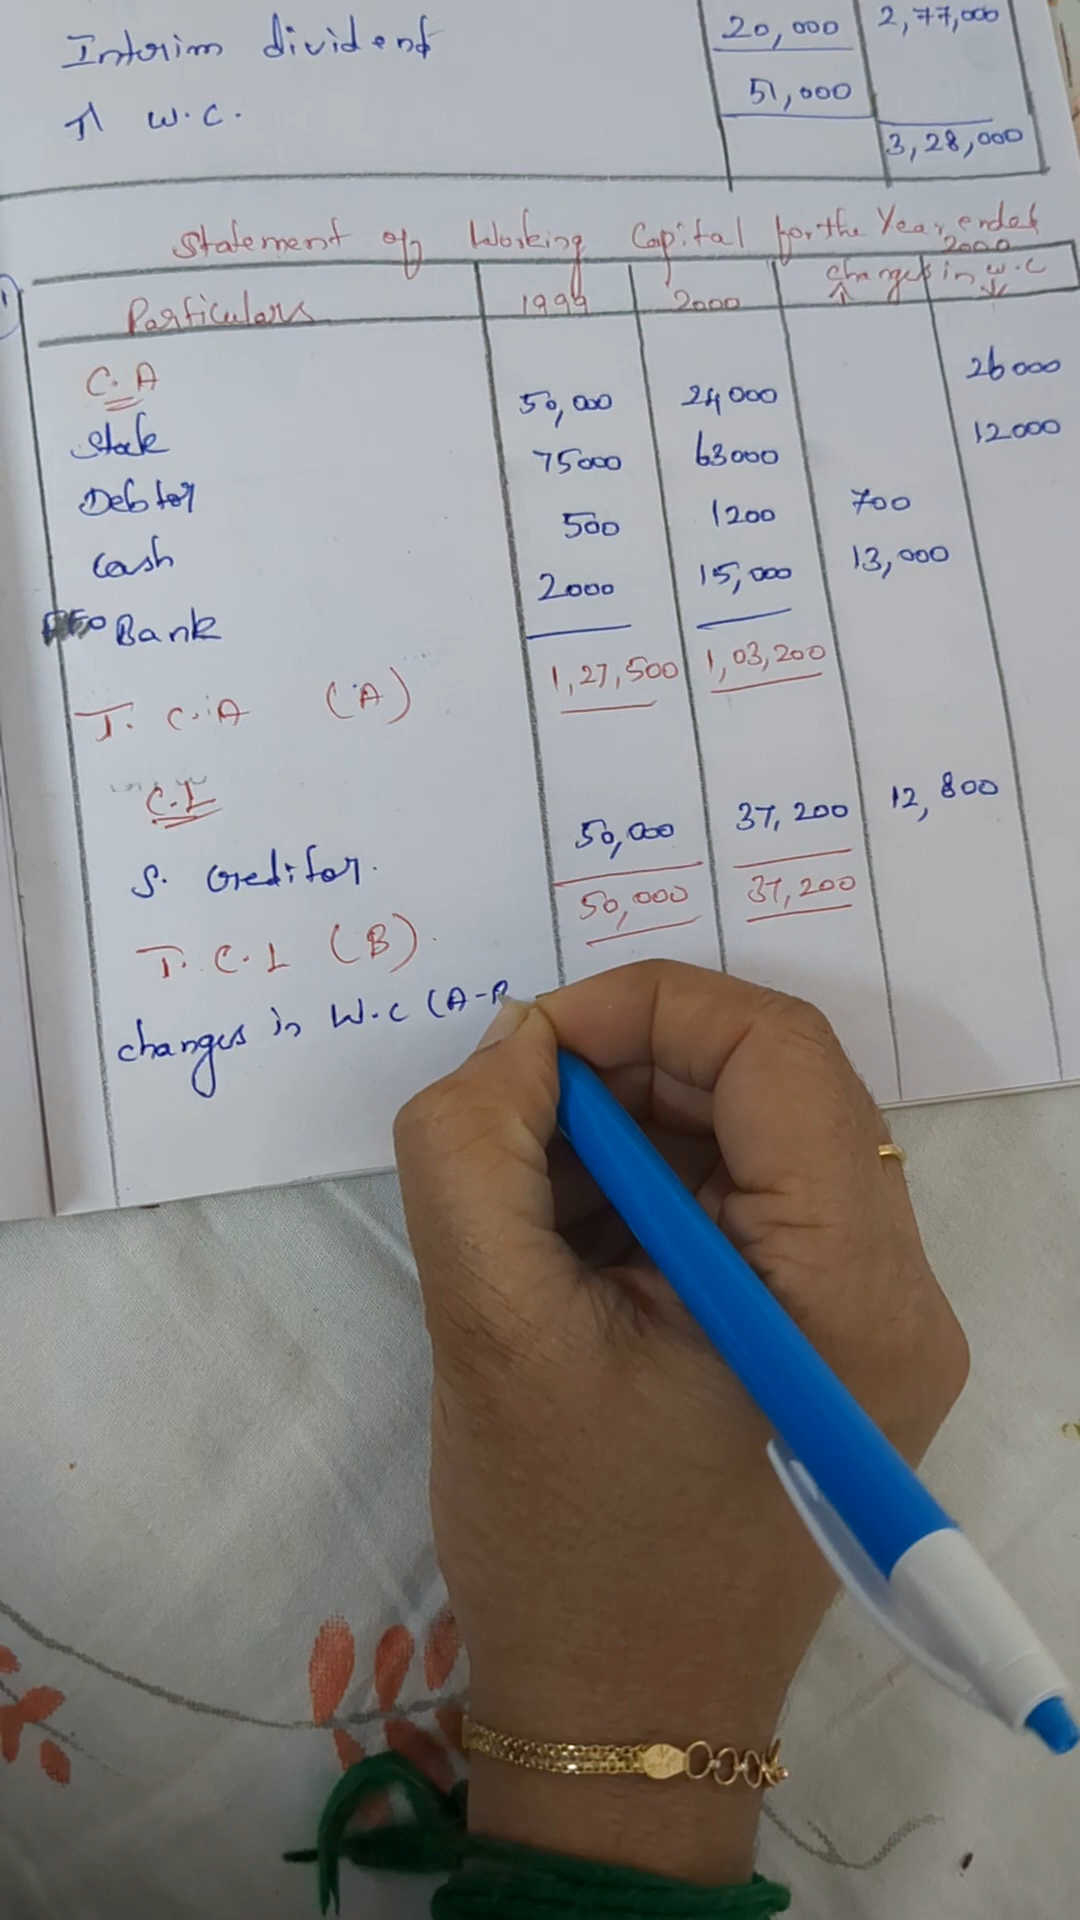 Interim dividend 20,000 2,77,000
↑ W.C. 51,000
3,28,000
Statement of Working Capital for the Year ended 2000
Particulars 1999 2000 Changes in W.C
↑ ↓
C.A
Stock 50,000 24000 26000
Debtor 75000 63000 12000
Cash 500 1200 700
Bank 2000 15,000 13,000
T. C.A (A) 1,27,500 1,03,200
C.L
S. Creditor. 50,000 37,200 12,800
T. C.L (B). 50,000 37,200
changes in W.C (A-B